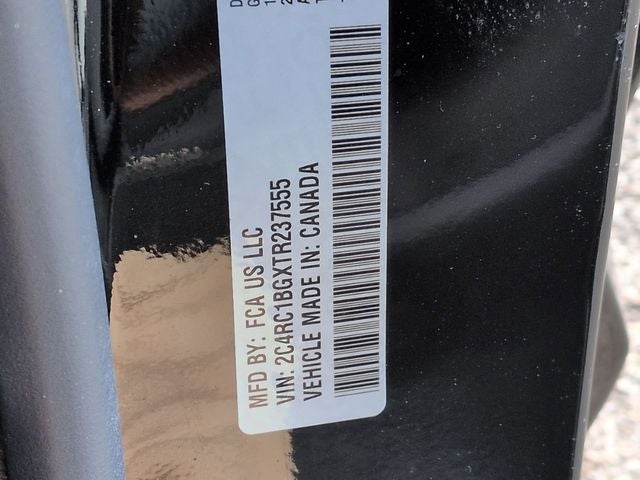 MFD BY: FCA US LLC
VIN: 2C4RC1BGXTR237555
VEHICLE MADE IN: CANADA